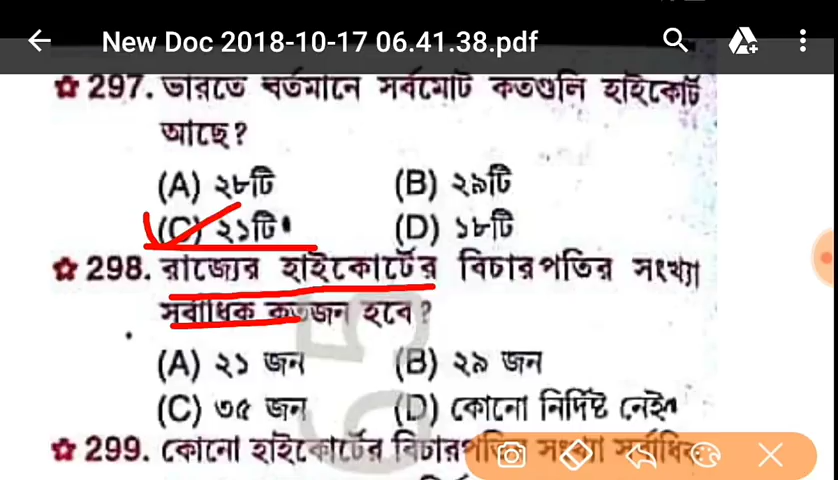 New Doc 2018-10-17 06.41.38.pdf
297. ভারতে বর্তমানে সর্বমোট কতগুলি হাইকোর্ট
আছে?
(A) ২৮টি (B) ২৯টি
(C) ২১টি (D) ১৮টি
298. রাজ্যের হাইকোর্টের বিচারপতির সংখ্যা
সর্বাধিক কতজন হবে?
(A) ২১ জন (B) ২৯ জন
(C) ৩৫ জন (D) কোনো নির্দিষ্ট নেই
299. কোনো হাইকোর্টের বিচারপতির সংখ্যা সর্বাধিক